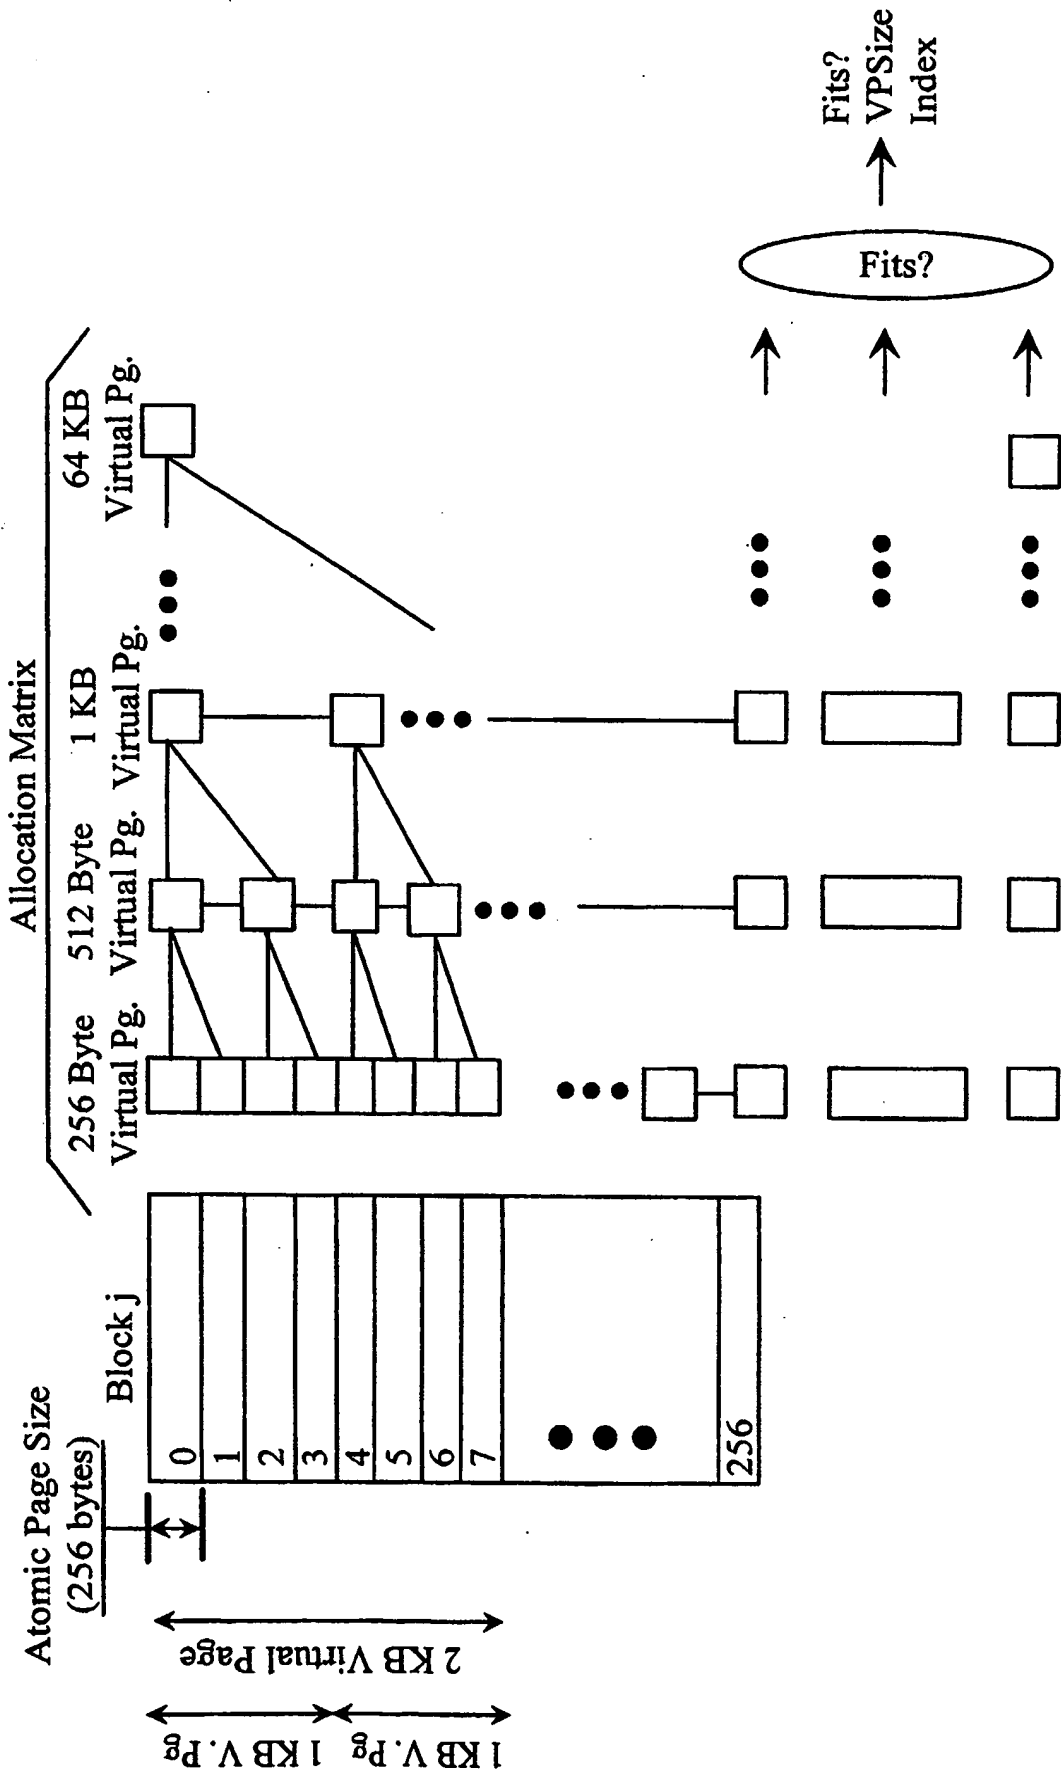 Allocation Matrix
Atomic Page Size
(256 bytes)
Block j
256 Byte
Virtual Pg.
512 Byte
Virtual Pg.
1 KB
Virtual Pg.
64 KB
Virtual Pg.
0
1
2
3
4
5
6
7
256
2 KB Virtual Page
1 KB V. Pg
1 KB V. Pg
Fits?
Fits?
VPSize
Index